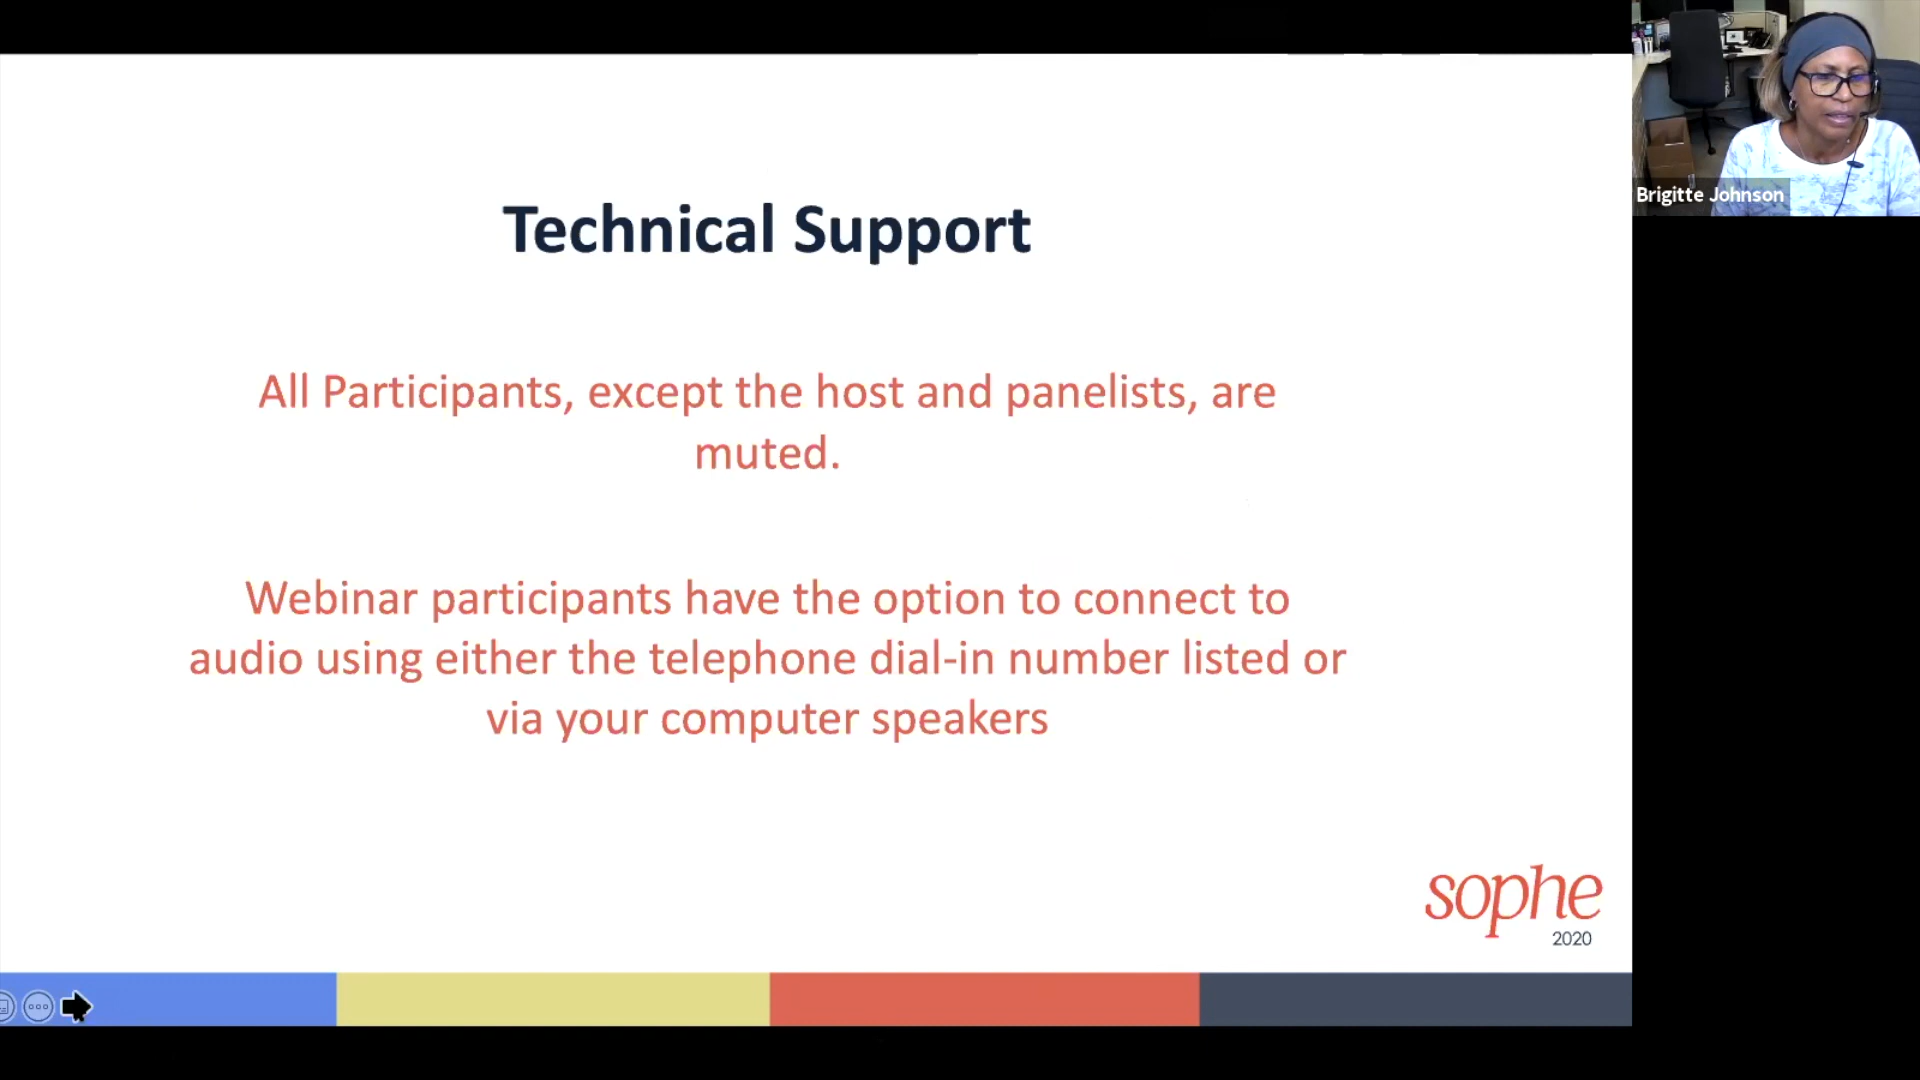 Technical Support
All Participants, except the host and panelists, are
muted.
Webinar participants have the option to connect to
audio using either the telephone dial-in number listed or
via your computer speakers
sophe
2020
Brigitte Johnson